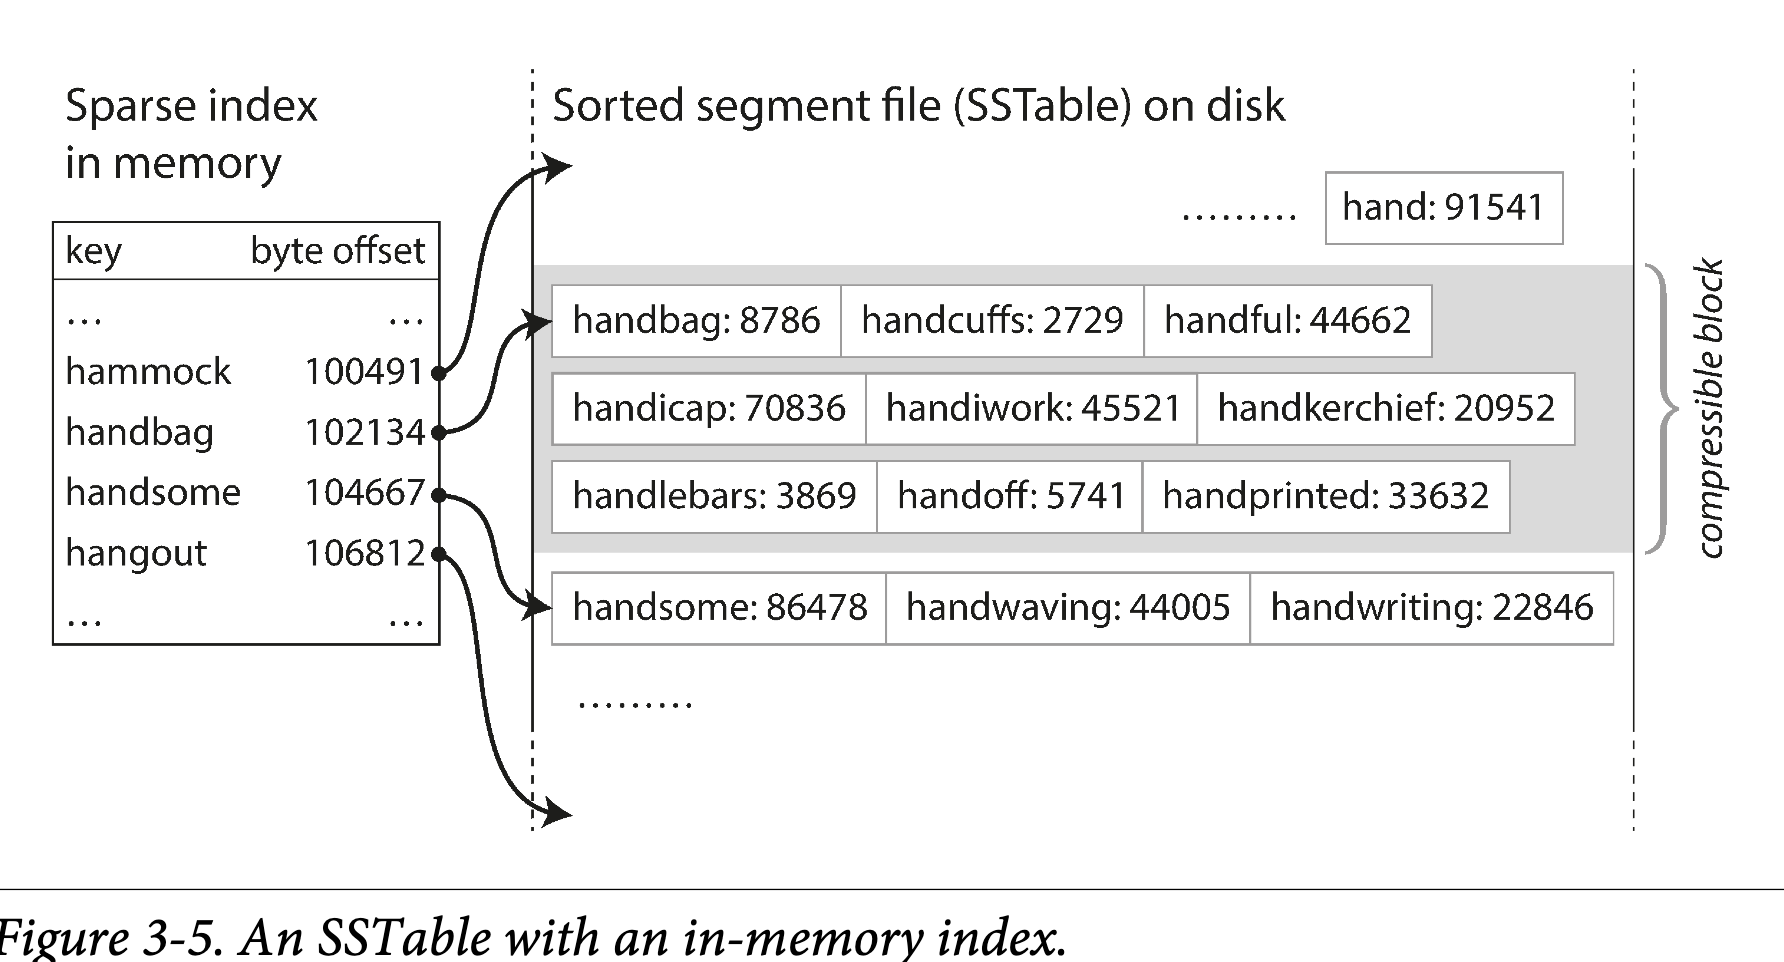 Sparse index
in memory
key byte offset
... ...
hammock 100491
handbag 102134
handsome 104667
hangout 106812
... ...
Sorted segment file (SSTable) on disk
......... hand: 91541
handbag: 8786 handcuffs: 2729 handful: 44662
handicap: 70836 handiwork: 45521 handkerchief: 20952
handlebars: 3869 handoff: 5741 handprinted: 33632
handsome: 86478 handwaving: 44005 handwriting: 22846
.........
compressible block
Figure 3-5. An SSTable with an in-memory index.